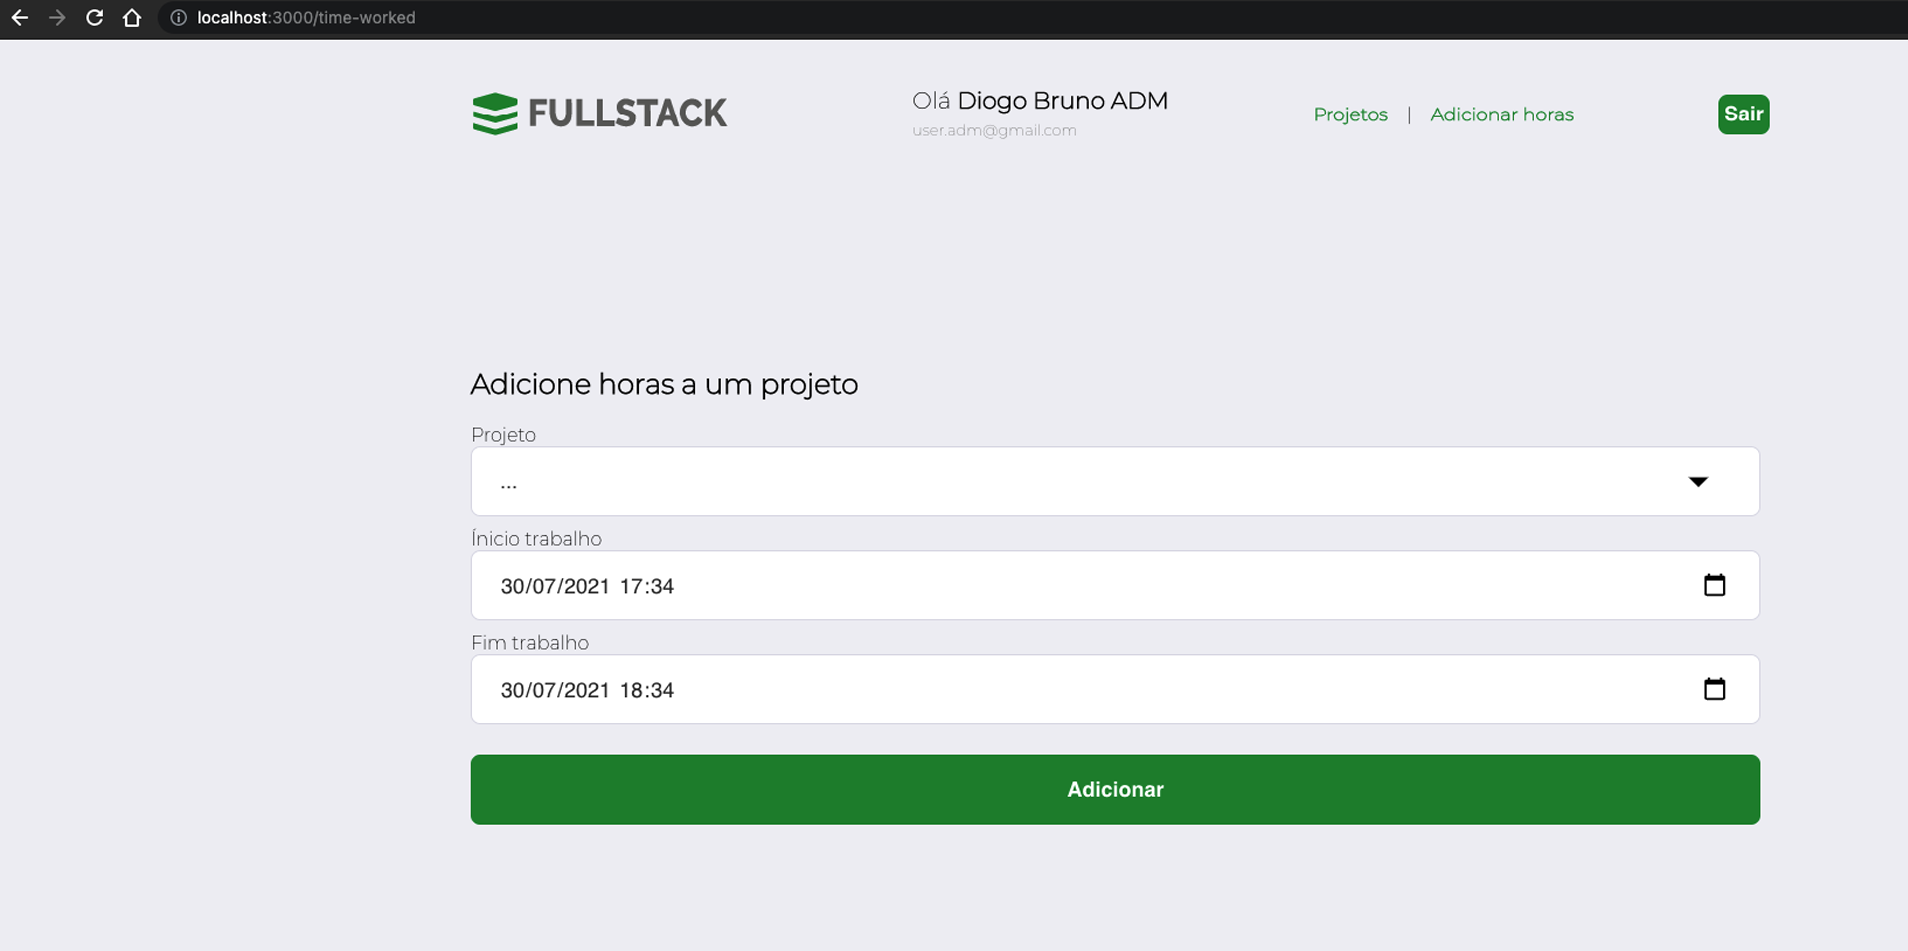 localhost:3000/time-worked
FULLSTACK
Olá Diogo Bruno ADM
user.adm@gmail.com
Projetos | Adicionar horas
Sair
Adicione horas a um projeto
Projeto
...
Ínicio trabalho
30/07/2021 17:34
Fim trabalho
30/07/2021 18:34
Adicionar